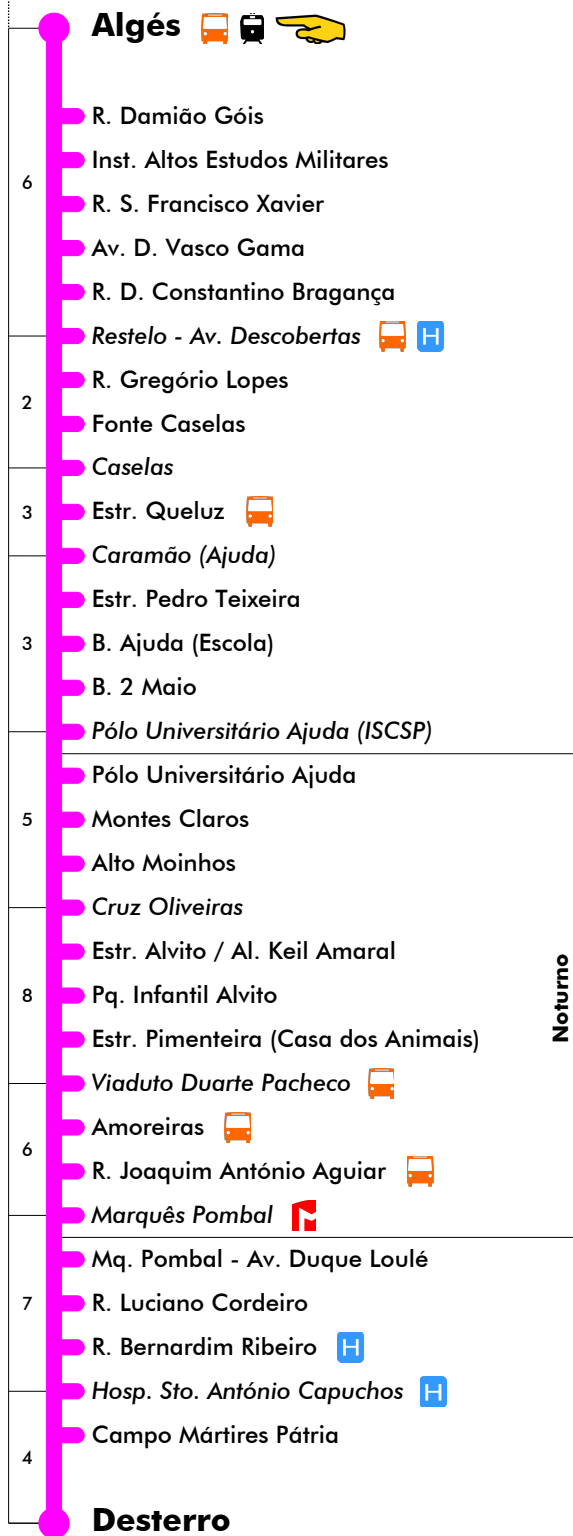 Algés
R. Damião Góis
Inst. Altos Estudos Militares
6
R. S. Francisco Xavier
Av. D. Vasco Gama
R. D. Constantino Bragança
Restelo - Av. Descobertas H
R. Gregório Lopes
2
Fonte Caselas
Caselas
3 Estr. Queluz
Caramão (Ajuda)
Estr. Pedro Teixeira
3 B. Ajuda (Escola)
B. 2 Maio
Pólo Universitário Ajuda (ISCSP)
Pólo Universitário Ajuda
5 Montes Claros
Alto Moinhos
Cruz Oliveiras
Estr. Alvito / Al. Keil Amaral
8 Pq. Infantil Alvito
Noturno
Estr. Pimenteira (Casa dos Animais)
Viaduto Duarte Pacheco
Amoreiras
6
R. Joaquim António Aguiar
Marquês Pombal
Mq. Pombal - Av. Duque Loulé
7 R. Luciano Cordeiro
R. Bernardim Ribeiro H
Hosp. Sto. António Capuchos H
Campo Mártires Pátria
4
Desterro